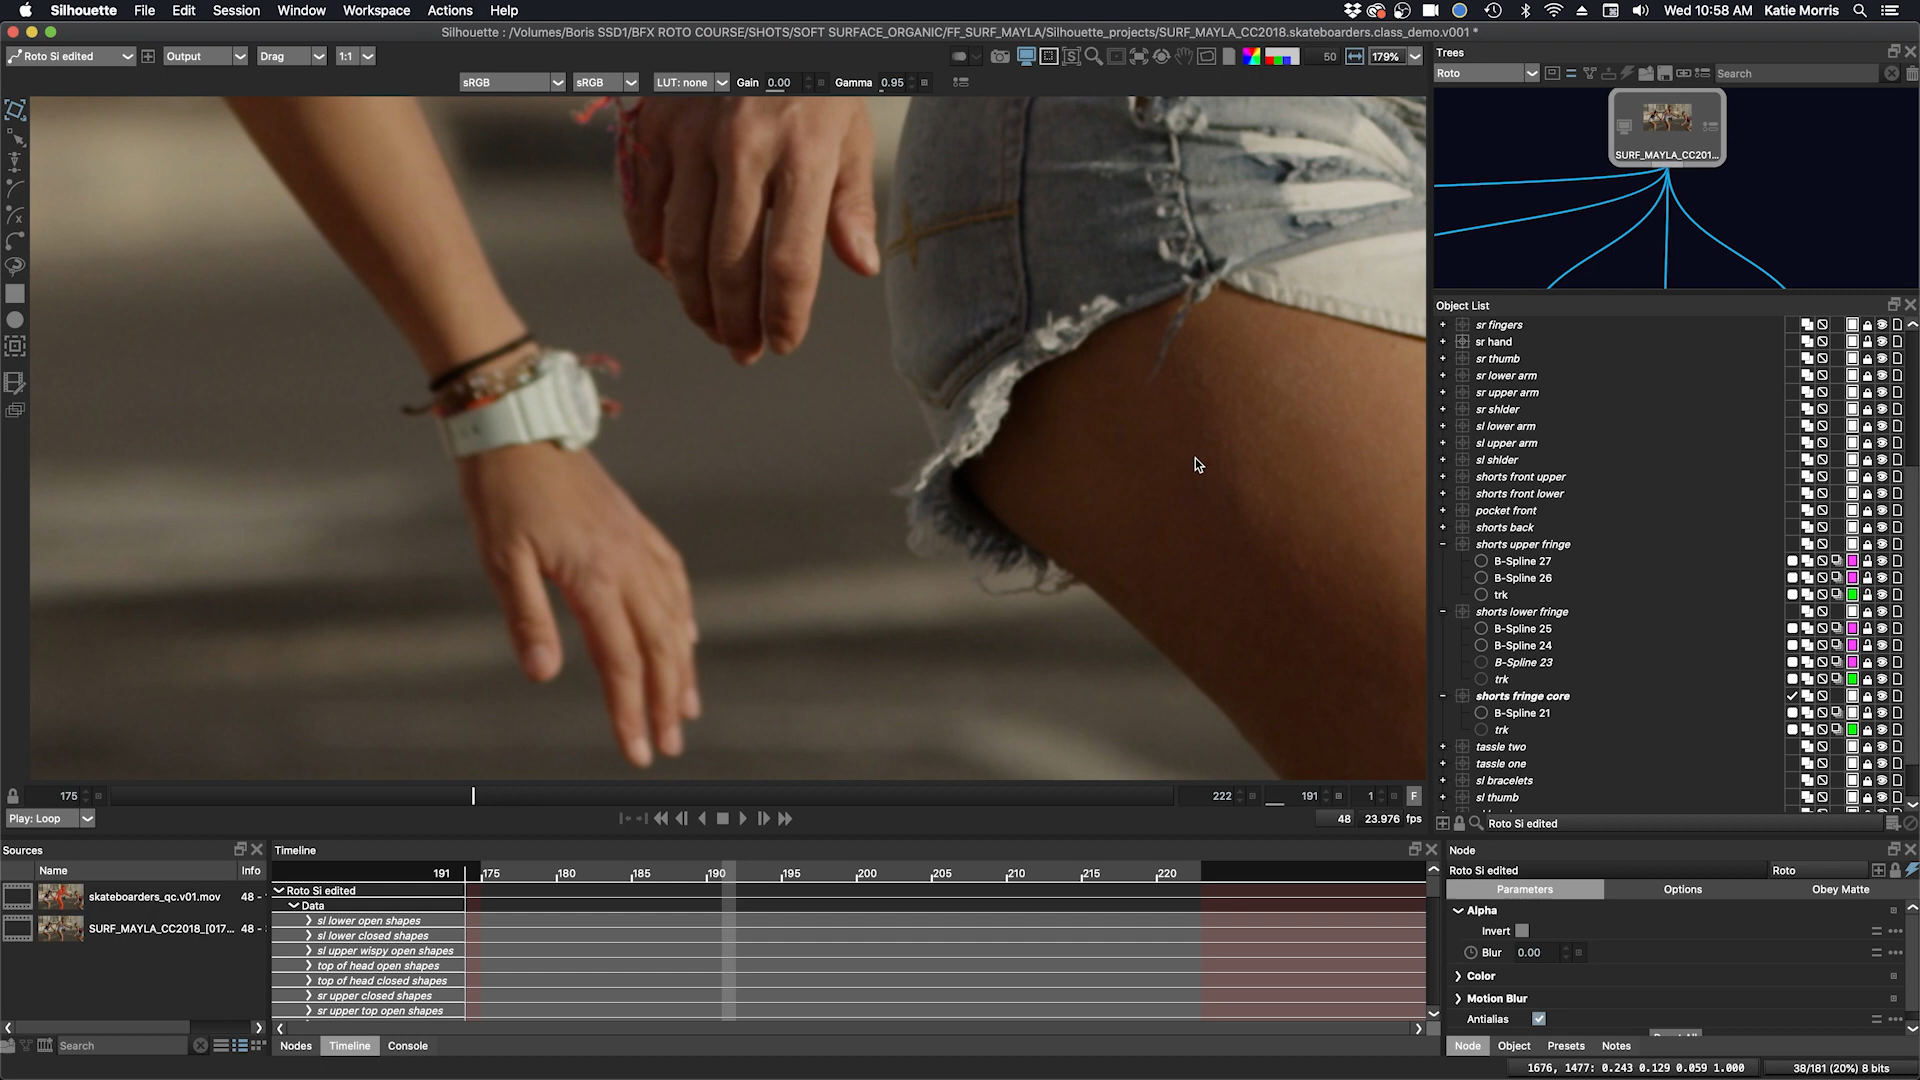 Silhouette File Edit Session Window Workspace Actions Help Wed 10:58 AM Katie Morris
Silhouette : /Volumes/Boris SSD1/BFX ROTO COURSE/SHOTS/SOFT SURFACE_ORGANIC/FF_SURF_MAYLA/Silhouette_projects/SURF_MAYLA_CC2018.skateboarders.class_demo.v001 *
Roto Si edited Output Drag 1:1 50 179%
sRGB sRGB LUT: none Gain 0.00 Gamma 0.95
Trees
Roto Search
SURF_MAYLA_CC201...
Object List
sr fingers
sr hand
sr thumb
sr lower arm
sr upper arm
sr shlder
sl lower arm
sl upper arm
sl shlder
shorts front upper
shorts front lower
pocket front
shorts back
shorts upper fringe
B-Spline 27
B-Spline 26
trk
shorts lower fringe
B-Spline 25
B-Spline 24
B-Spline 23
trk
shorts fringe core
B-Spline 21
trk
tassle two
tassle one
sl bracelets
sl thumb
Roto Si edited
175 222 191 1 F
Play: Loop 48 23.976 fps
Sources
Name Info
skateboarders_qc.v01.mov 48 -
SURF_MAYLA_CC2018_[017... 48 -
Search
Timeline
191 175 180 185 190 195 200 205 210 215 220
Roto Si edited
Data
sl lower open shapes
sl lower closed shapes
sl upper wispy open shapes
top of head open shapes
top of head closed shapes
sr upper closed shapes
sr upper top open shapes
Nodes Timeline Console
Node
Roto Si edited Roto
Parameters Options Obey Matte
Alpha
Invert
Blur 0.00
Color
Motion Blur
Antialias
Node Object Presets Notes
1676, 1477: 0.243 0.129 0.059 1.000 38/181 (20%) 8 bits